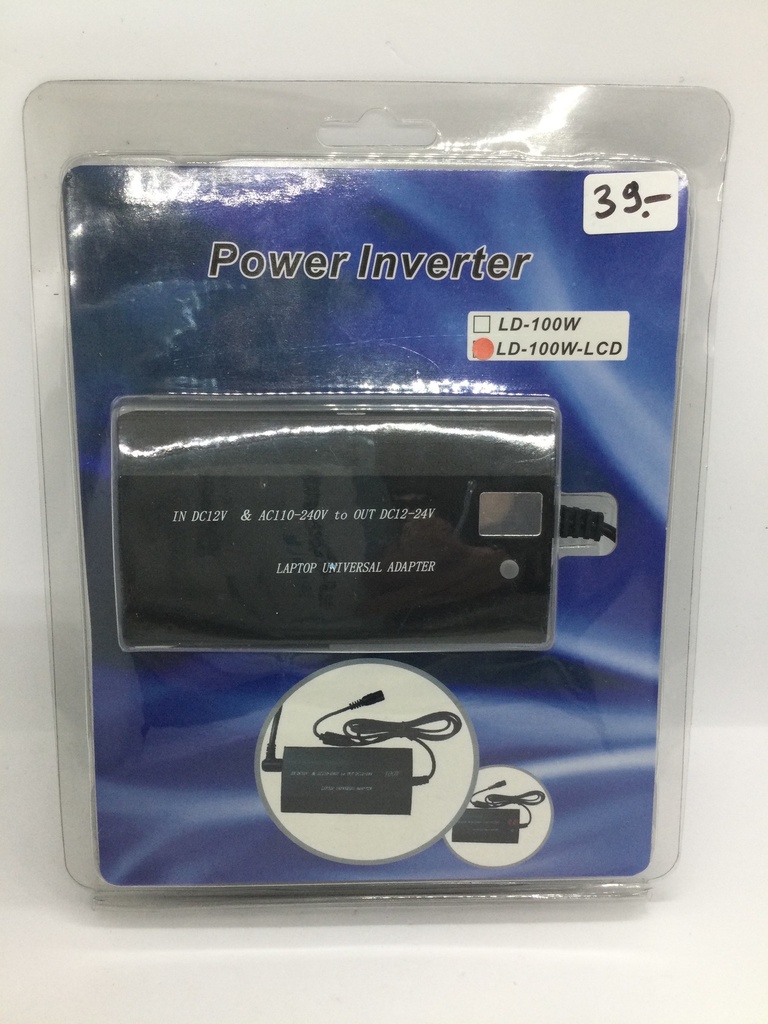 39.-
Power Inverter
LD-100W
LD-100W-LCD
IN DC12V & AC110-240V to OUT DC12-24V
LAPTOP UNIVERSAL ADAPTER